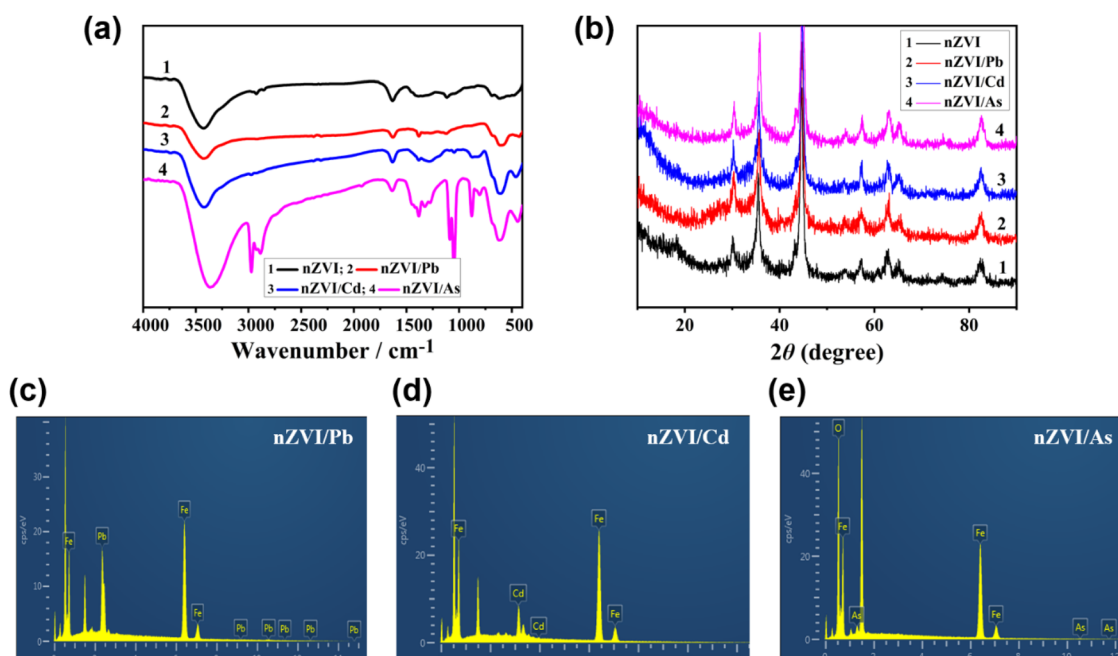 (a)
1
2
3
4
1 nZVI; 2 nZVI/Pb
3 nZVI/Cd; 4 nZVI/As
4000 3500 3000 2500 2000 1500 1000 500
Wavenumber / cm-1
(b)
1 nZVI
2 nZVI/Pb
3 nZVI/Cd
4 nZVI/As
4
3
2
1
20 40 60 80
2θ (degree)
(c)
nZVI/Pb
cps/eV
30
20
10
0
Fe
Pb
Fe
Fe
Pb
Pb
Pb
Pb
Pb
(d)
nZVI/Cd
cps/eV
40
20
0
Fe
Cd
Cd
Fe
Fe
(e)
nZVI/As
cps/eV
40
20
0
O
Fe
As
Fe
Fe
As
As